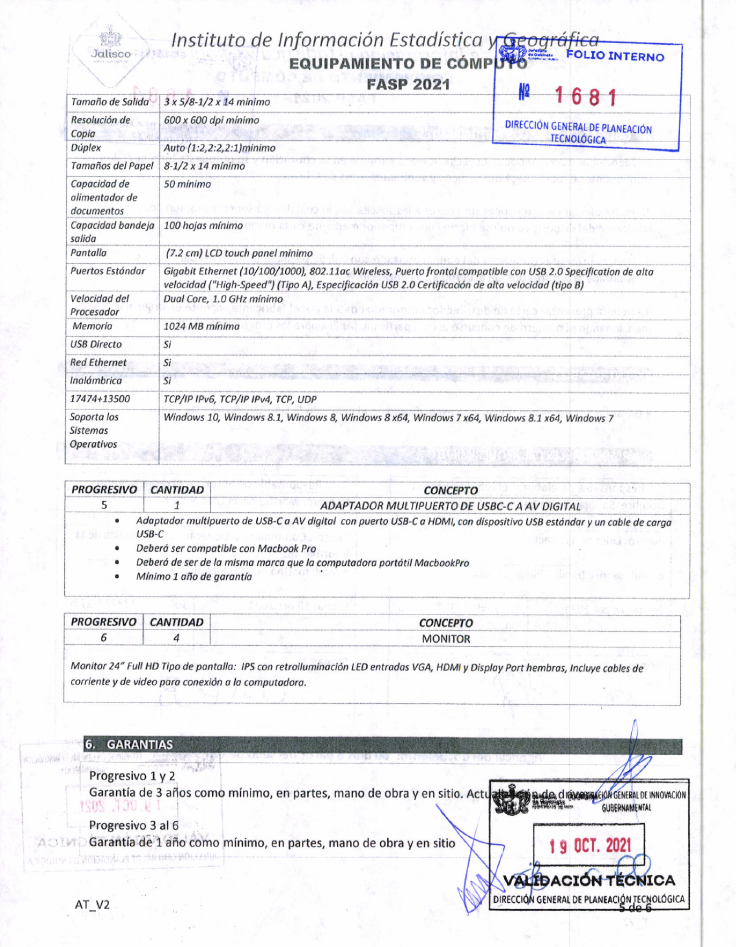 Jalisco
Instituto de Información Estadística y Geográfica
EQUIPAMIENTO DE CÓMPUTO
FASP 2021
FOLIO INTERNO
Nº 1681
DIRECCIÓN GENERAL DE PLANEACIÓN
TECNOLÓGICA
Tamaño de Salida 3 x 5/8-1/2 x 14 mínimo
Resolución de 600 x 600 dpi mínimo
Copia
Dúplex Auto (1:2,2:2,2:1)mínimo
Tamaños del Papel 8-1/2 x 14 mínimo
Capacidad de 50 mínimo
alimentador de
documentos
Capacidad bandeja 100 hojas mínimo
salida
Pantalla (7.2 cm) LCD touch panel mínimo
Puertos Estándar Gigabit Ethernet (10/100/1000), 802.11ac Wireless, Puerto frontal compatible con USB 2.0 Specification de alta
velocidad ("High-Speed") (Tipo A), Especificación USB 2.0 Certificación de alta velocidad (tipo B)
Velocidad del Dual Core, 1.0 GHz mínimo
Procesador
Memoria 1024 MB mínimo
USB Directo Si
Red Ethernet Si
Inalámbrica Si
17474+13500 TCP/IP IPv6, TCP/IP IPv4, TCP, UDP
Soporta los Windows 10, Windows 8.1, Windows 8, Windows 8 x64, Windows 7 x64, Windows 8.1 x64, Windows 7
Sistemas
Operativos
PROGRESIVO CANTIDAD CONCEPTO
5 1 ADAPTADOR MULTIPUERTO DE USBC-C A AV DIGITAL
• Adaptador multipuerto de USB-C a AV digital con puerto USB-C a HDMI, con dispositivo USB estándar y un cable de carga
USB-C
• Deberá ser compatible con Macbook Pro
• Deberá de ser de la misma marca que la computadora portátil MacbookPro
• Mínimo 1 año de garantía
PROGRESIVO CANTIDAD CONCEPTO
6 4 MONITOR
Monitor 24" Full HD Tipo de pantalla: IPS con retroiluminación LED entradas VGA, HDMI y Display Port hembras, Incluye cables de
corriente y de video para conexión a la computadora.
6. GARANTIAS
Progresivo 1 y 2
Garantía de 3 años como mínimo, en partes, mano de obra y en sitio. Actualización de drivers
Progresivo 3 al 6
Garantía de 1 año como mínimo, en partes, mano de obra y en sitio
GENERAL DE INNOVACIÓN
GUBERNAMENTAL
19 OCT. 2021
VALIDACIÓN TÉCNICA
DIRECCIÓN GENERAL DE PLANEACIÓN TECNOLÓGICA
AT_V2
5 de 6